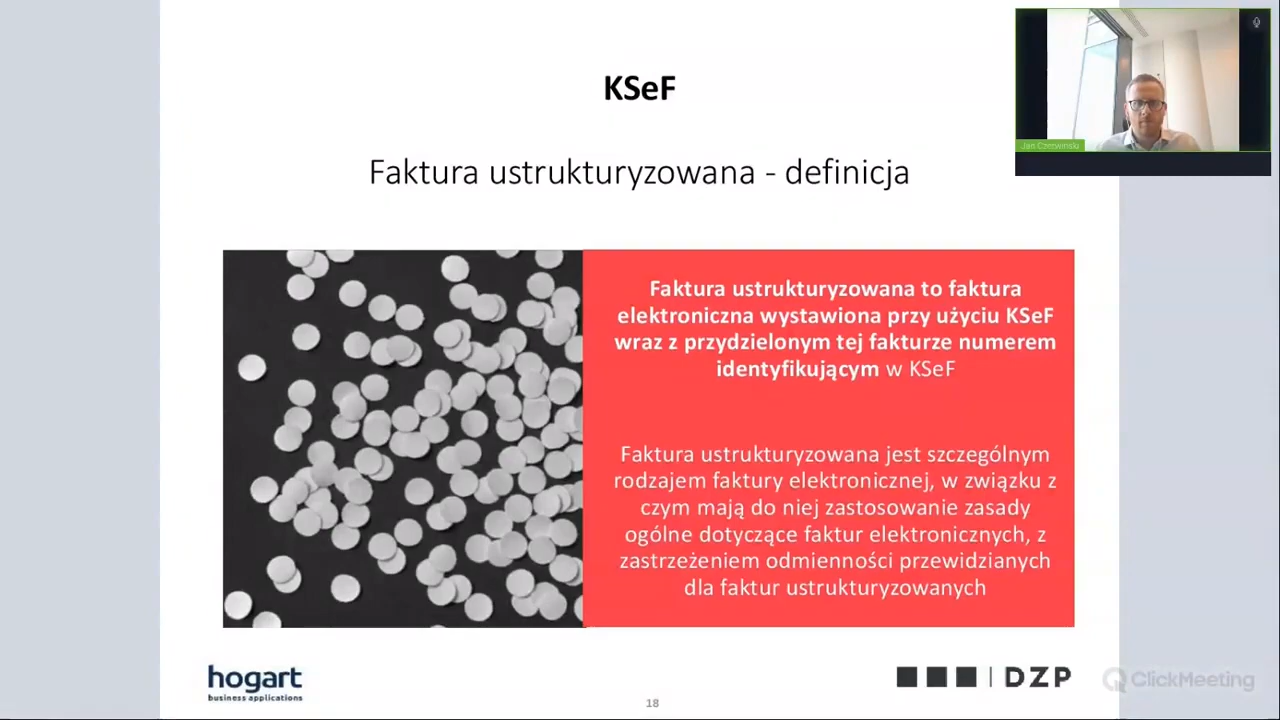 KSeF
Faktura ustrukturyzowana - definicja
Jan Czerwiński
Faktura ustrukturyzowana to faktura
elektroniczna wystawiona przy użyciu KSeF
wraz z przydzielonym tej fakturze numerem
identyfikującym w KSeF
Faktura ustrukturyzowana jest szczególnym
rodzajem faktury elektronicznej, w związku z
czym mają do niej zastosowanie zasady
ogólne dotyczące faktur elektronicznych, z
zastrzeżeniem odmienności przewidzianych
dla faktur ustrukturyzowanych
hogart
business applications
18
DZP
ClickMeeting